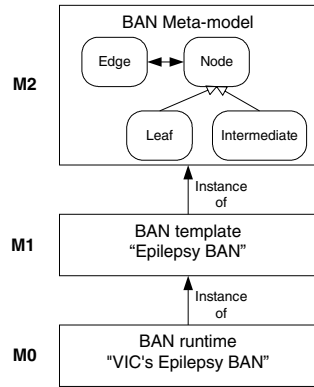 BAN Meta-model
Edge
Node
M2
Leaf
Intermediate
Instance
of
BAN template
“Epilepsy BAN”
M1
Instance
of
BAN runtime
"VIC's Epilepsy BAN”
M0